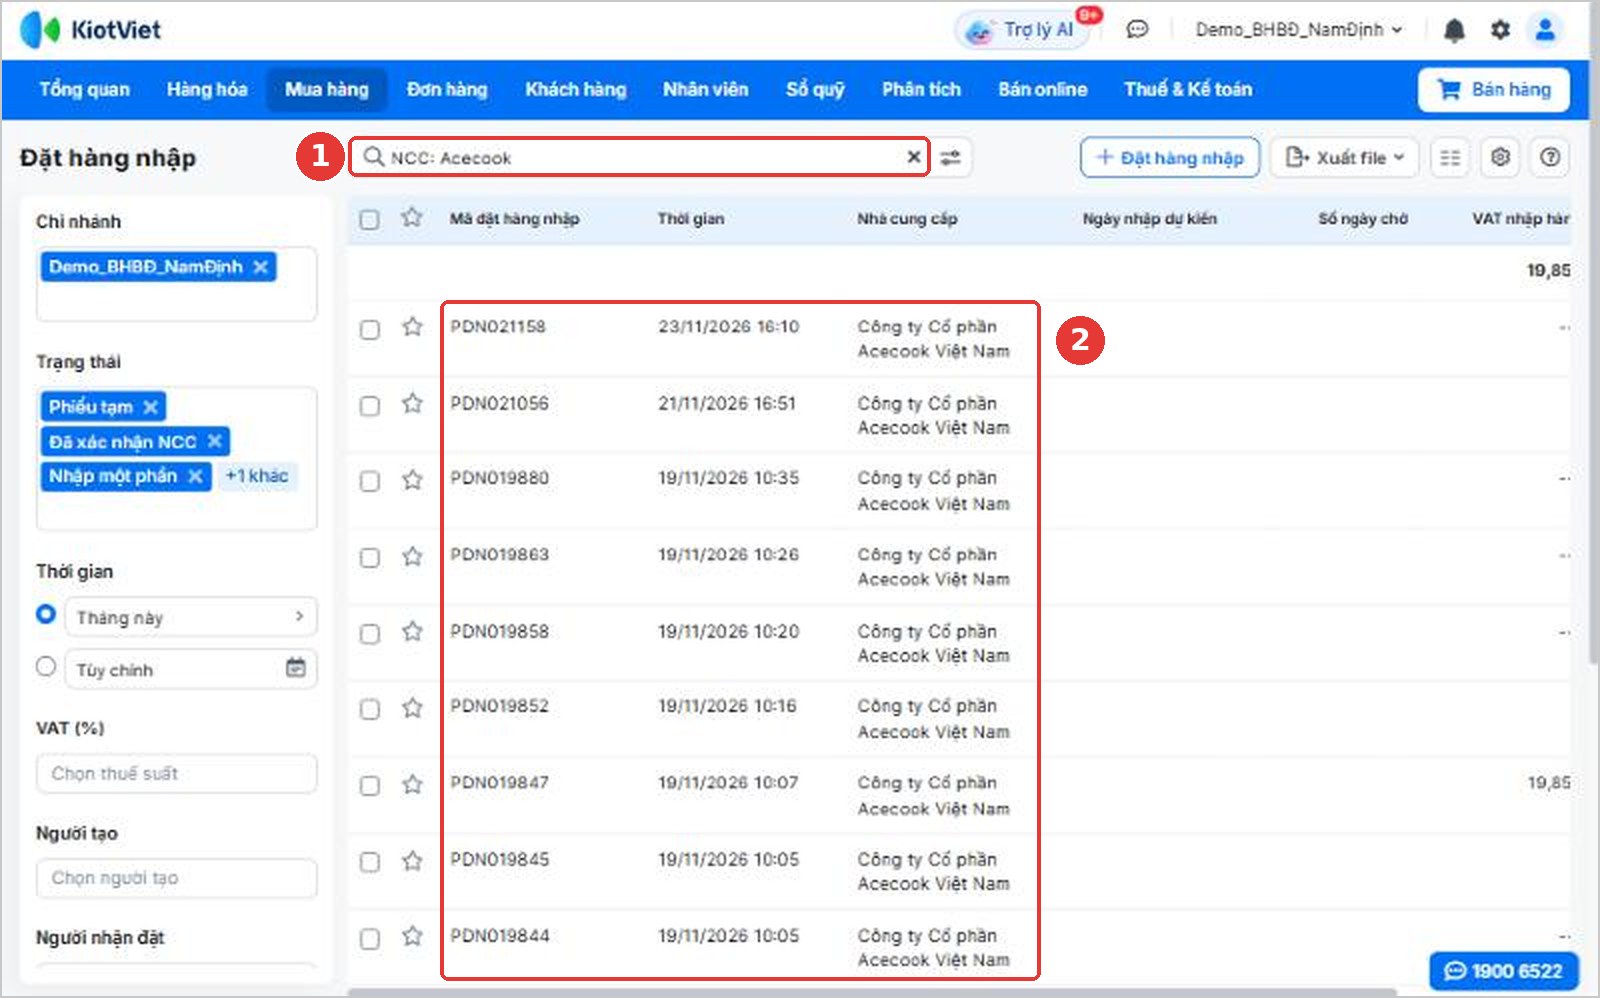 KiotViet
Trợ lý AI
9+
Demo_BHBĐ_NamĐịnh
Tổng quan
Hàng hóa
Mua hàng
Đơn hàng
Khách hàng
Nhân viên
Sổ quỹ
Phân tích
Bán online
Thuế & Kế toán
Bán hàng
Đặt hàng nhập
1
NCC: Acecook
Đặt hàng nhập
Xuất file
Chi nhánh
Demo_BHBĐ_NamĐịnh
Trạng thái
Phiếu tạm
Đã xác nhận NCC
Nhập một phần
+1 khác
Thời gian
Tháng này
Tùy chỉnh
VAT (%)
Chọn thuế suất
Người tạo
Chọn người tạo
Người nhận đặt
Mã đặt hàng nhập Thời gian Nhà cung cấp Ngày nhập dự kiến Số ngày chờ VAT nhập hàn
19,85
2
PDN021158 23/11/2026 16:10 Công ty Cổ phần
Acecook Việt Nam
PDN021056 21/11/2026 16:51 Công ty Cổ phần
Acecook Việt Nam
PDN019880 19/11/2026 10:35 Công ty Cổ phần
Acecook Việt Nam
PDN019863 19/11/2026 10:26 Công ty Cổ phần
Acecook Việt Nam
PDN019858 19/11/2026 10:20 Công ty Cổ phần
Acecook Việt Nam
PDN019852 19/11/2026 10:16 Công ty Cổ phần
Acecook Việt Nam
PDN019847 19/11/2026 10:07 Công ty Cổ phần 19,85
Acecook Việt Nam
PDN019845 19/11/2026 10:05 Công ty Cổ phần
Acecook Việt Nam
PDN019844 19/11/2026 10:05 Công ty Cổ phần
Acecook Việt Nam
1900 6522